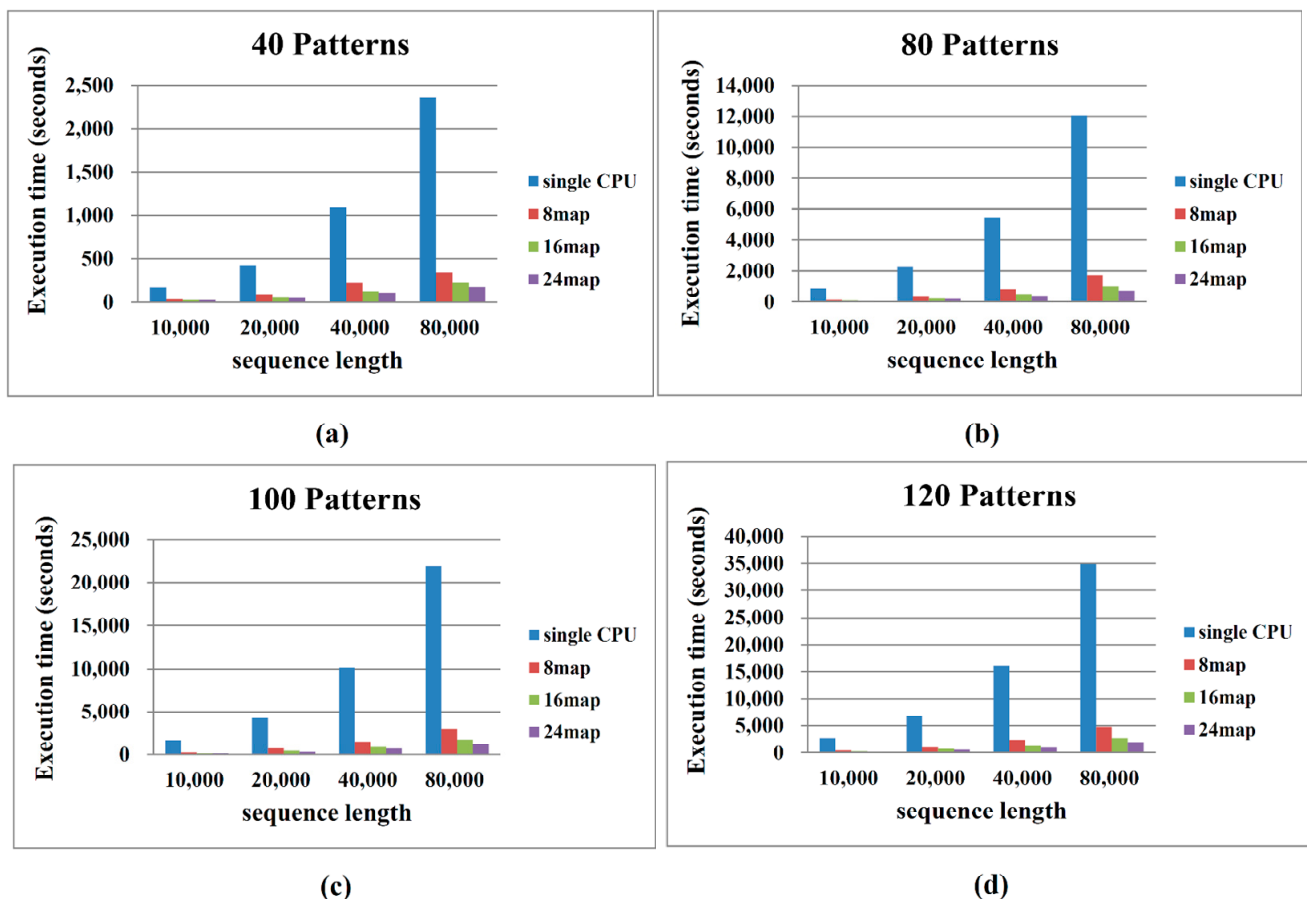 40 Patterns
Execution time (seconds)
2,500
2,000
1,500
1,000
500
0
10,000 20,000 40,000 80,000
sequence length
single CPU
8map
16map
24map
(a)
80 Patterns
Execution time (seconds)
14,000
12,000
10,000
8,000
6,000
4,000
2,000
0
10,000 20,000 40,000 80,000
sequence length
single CPU
8map
16map
24map
(b)
100 Patterns
Execution time (seconds)
25,000
20,000
15,000
10,000
5,000
0
10,000 20,000 40,000 80,000
sequence length
single CPU
8map
16map
24map
(c)
120 Patterns
Execution time (seconds)
40,000
35,000
30,000
25,000
20,000
15,000
10,000
5,000
0
10,000 20,000 40,000 80,000
sequence length
single CPU
8map
16map
24map
(d)